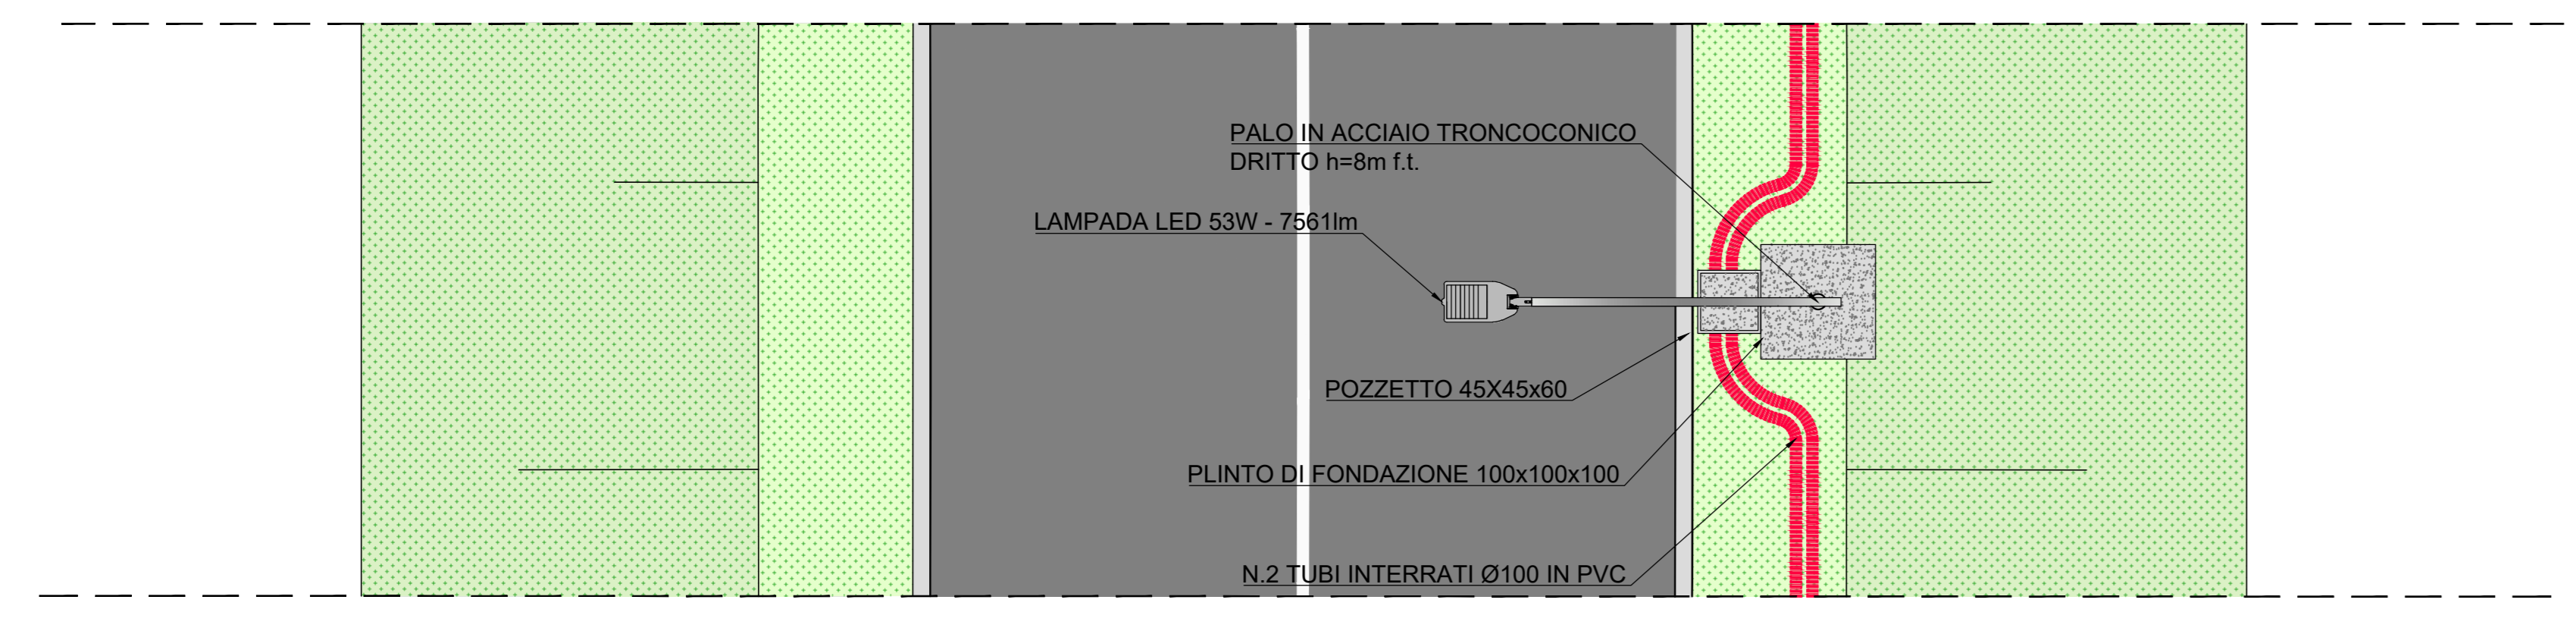 PALO IN ACCIAIO TRONCOCONICO
DRITTO h=8m f.t.
LAMPADA LED 53W - 7561lm
POZZETTO 45X45x60
PLINTO DI FONDAZIONE 100x100x100
N.2 TUBI INTERRATI Ø100 IN PVC